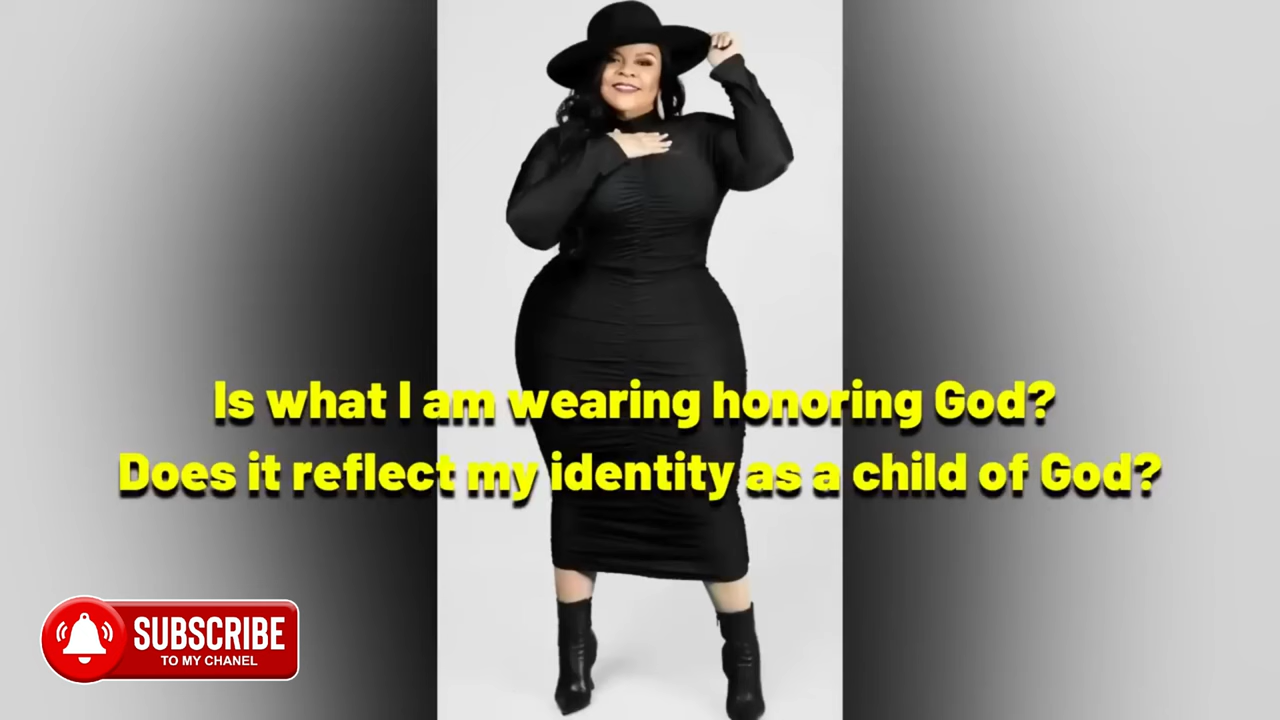 Is what I am wearing honoring God?
Does it reflect my identity as a child of God?
SUBSCRIBE
TO MY CHANEL